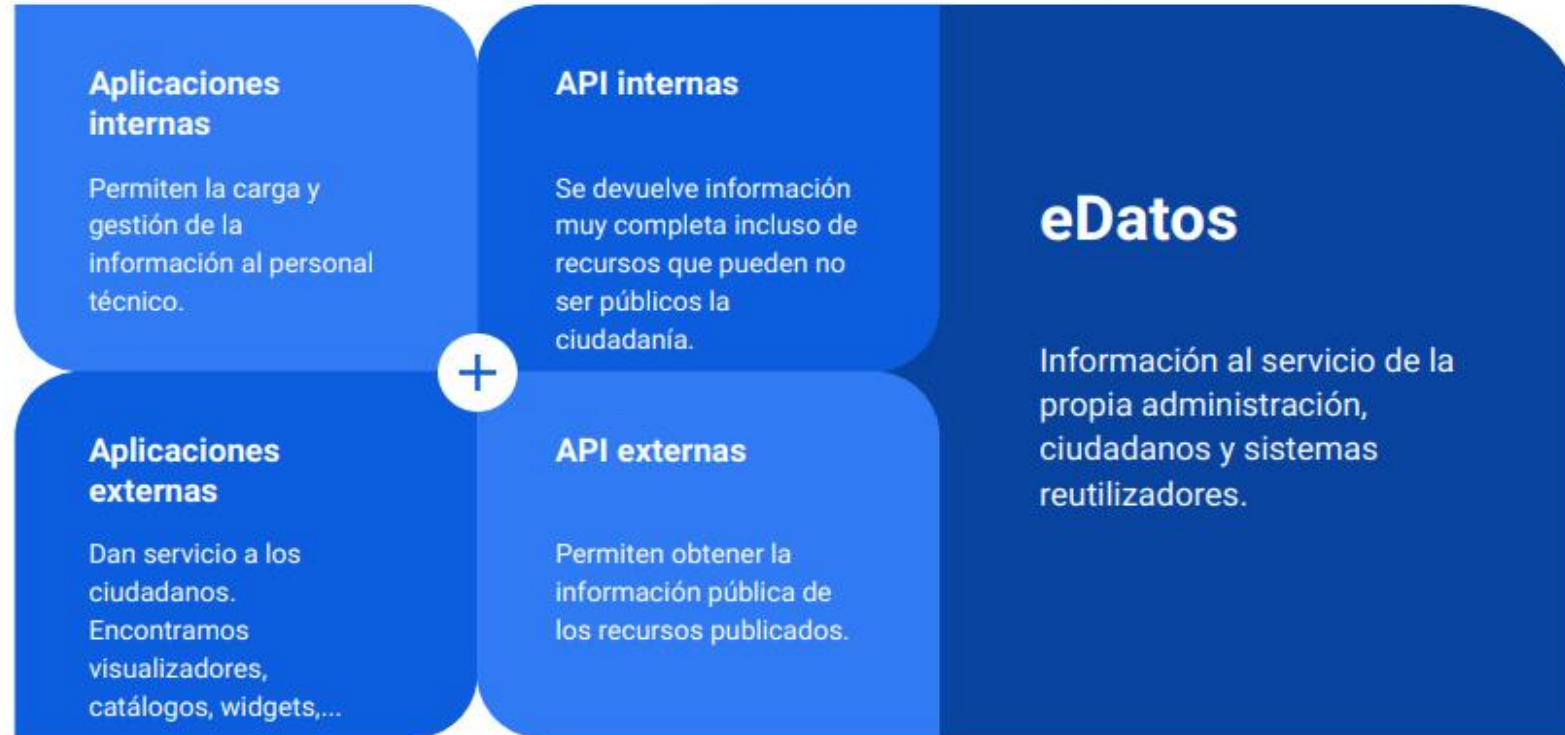 Aplicaciones
internas
Permiten la carga y
gestión de la
información al personal
técnico.
API internas
Se devuelve información
muy completa incluso de
recursos que pueden no
ser públicos la
ciudadanía.
Aplicaciones
externas
Dan servicio a los
ciudadanos.
Encontramos
visualizadores,
catálogos, widgets,...
API externas
Permiten obtener la
información pública de
los recursos publicados.
eDatos
Información al servicio de la
propia administración,
ciudadanos y sistemas
reutilizadores.